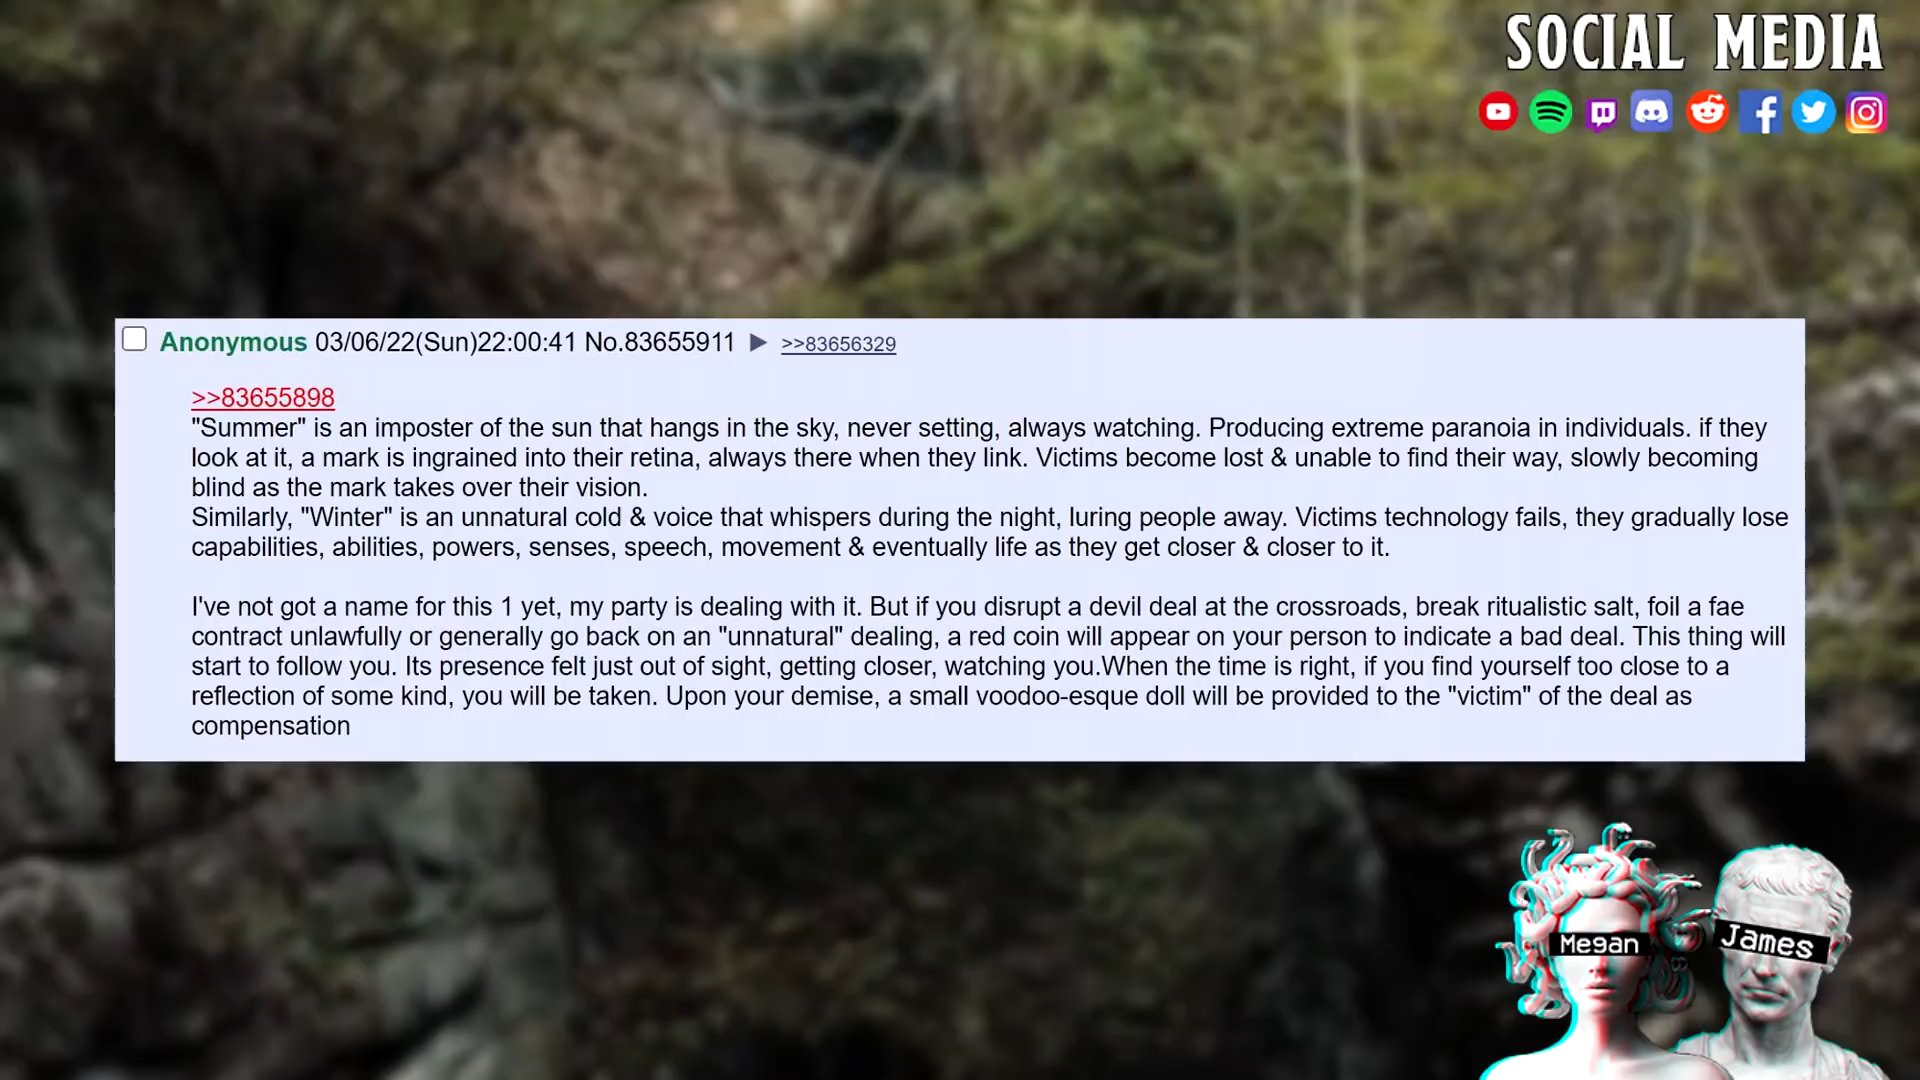 SOCIAL MEDIA
Anonymous 03/06/22(Sun)22:00:41 No.83655911 ▶ >>83656329
>>83655898
"Summer" is an imposter of the sun that hangs in the sky, never setting, always watching. Producing extreme paranoia in individuals. if they
look at it, a mark is ingrained into their retina, always there when they link. Victims become lost & unable to find their way, slowly becoming
blind as the mark takes over their vision.
Similarly, "Winter" is an unnatural cold & voice that whispers during the night, luring people away. Victims technology fails, they gradually lose
capabilities, abilities, powers, senses, speech, movement & eventually life as they get closer & closer to it.
I've not got a name for this 1 yet, my party is dealing with it. But if you disrupt a devil deal at the crossroads, break ritualistic salt, foil a fae
contract unlawfully or generally go back on an "unnatural" dealing, a red coin will appear on your person to indicate a bad deal. This thing will
start to follow you. Its presence felt just out of sight, getting closer, watching you.When the time is right, if you find yourself too close to a
reflection of some kind, you will be taken. Upon your demise, a small voodoo-esque doll will be provided to the "victim" of the deal as
compensation
Megan
James